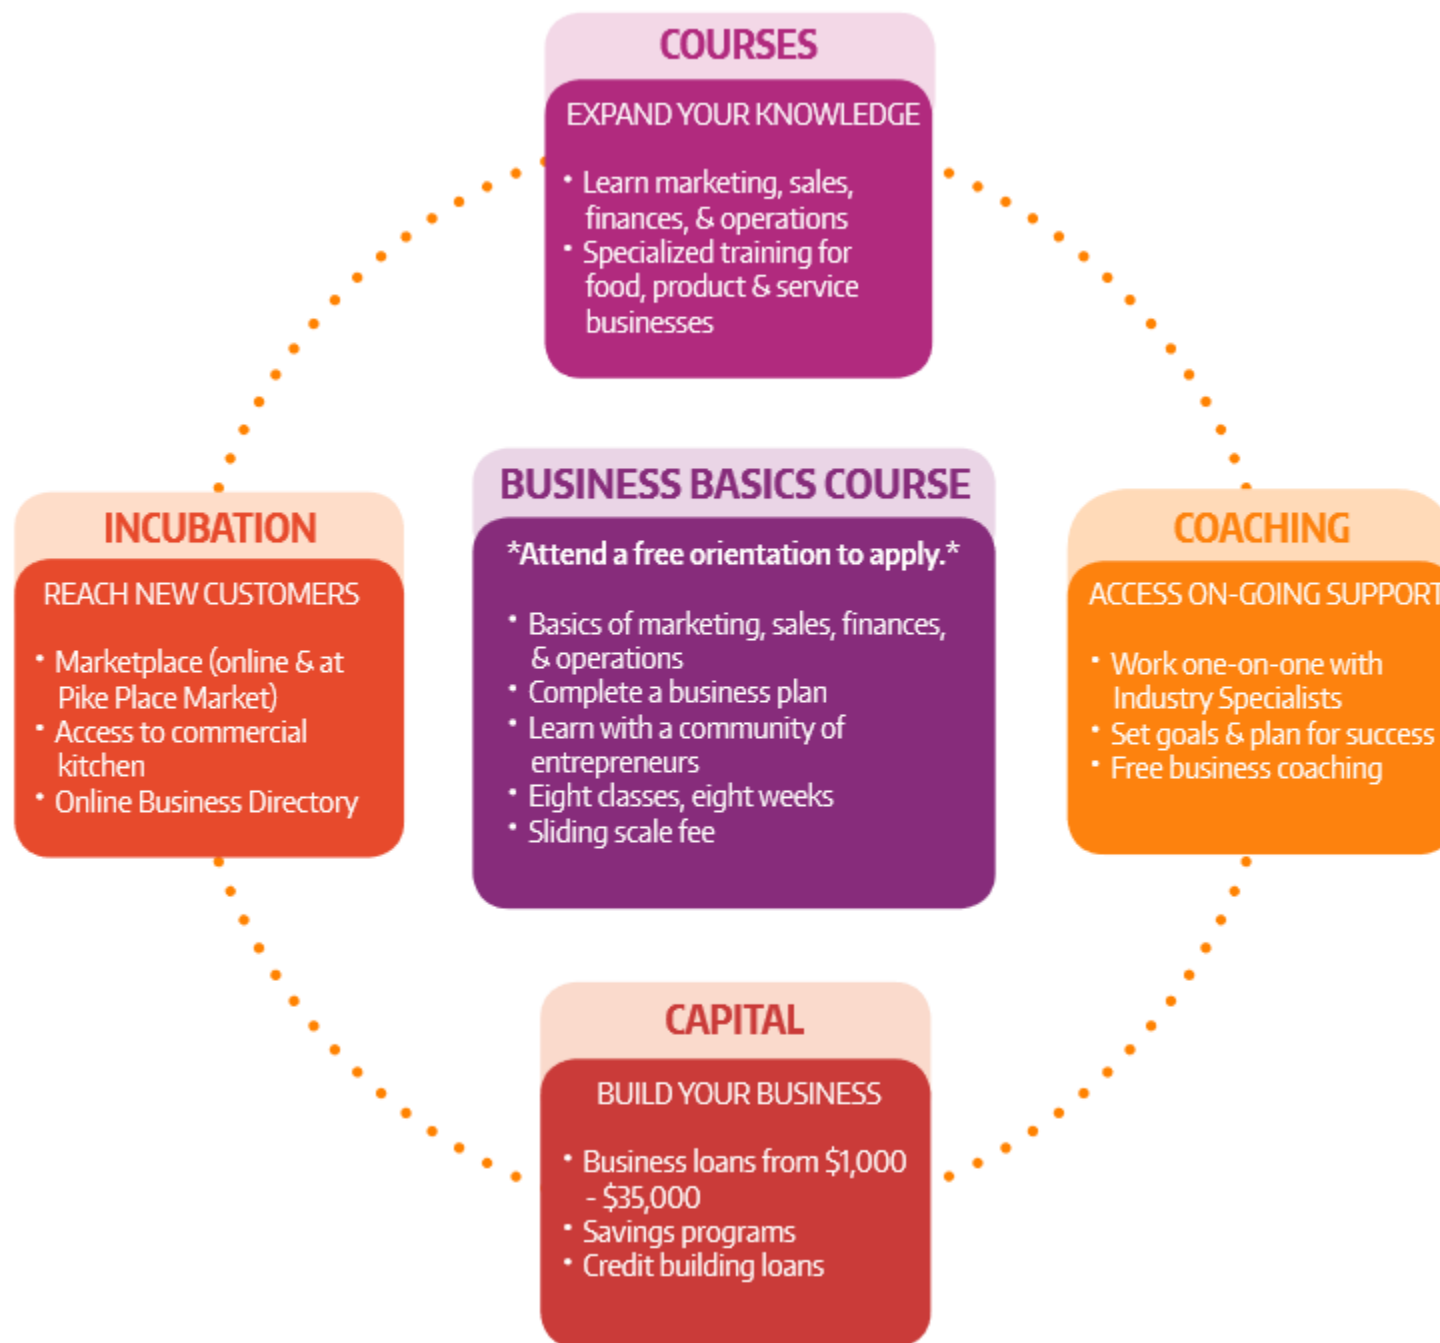 COURSES
EXPAND YOUR KNOWLEDGE
• Learn marketing, sales,
finances, & operations
• Specialized training for
food, product & service
businesses
BUSINESS BASICS COURSE
*Attend a free orientation to apply.*
• Basics of marketing, sales, finances,
& operations
• Complete a business plan
• Learn with a community of
entrepreneurs
• Eight classes, eight weeks
• Sliding scale fee
INCUBATION
REACH NEW CUSTOMERS
• Marketplace (online & at
Pike Place Market)
• Access to commercial
kitchen
• Online Business Directory
COACHING
ACCESS ON-GOING SUPPORT
• Work one-on-one with
Industry Specialists
• Set goals & plan for success
• Free business coaching
CAPITAL
BUILD YOUR BUSINESS
• Business loans from $1,000
- $35,000
• Savings programs
• Credit building loans